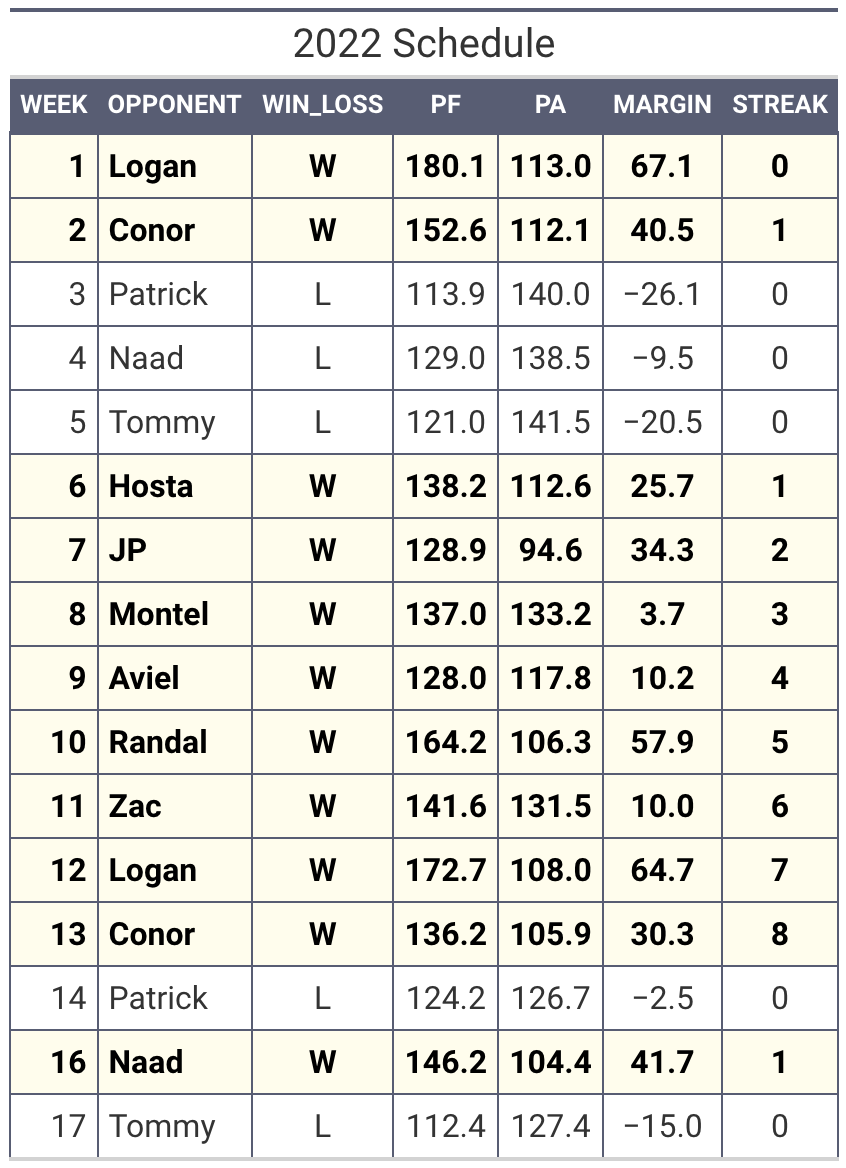 2022 Schedule
WEEK OPPONENT WIN_LOSS PF PA MARGIN STREAK
1 Logan W 180.1 113.0 67.1 0
2 Conor W 152.6 112.1 40.5 1
3 Patrick L 113.9 140.0 −26.1 0
4 Naad L 129.0 138.5 −9.5 0
5 Tommy L 121.0 141.5 −20.5 0
6 Hosta W 138.2 112.6 25.7 1
7 JP W 128.9 94.6 34.3 2
8 Montel W 137.0 133.2 3.7 3
9 Aviel W 128.0 117.8 10.2 4
10 Randal W 164.2 106.3 57.9 5
11 Zac W 141.6 131.5 10.0 6
12 Logan W 172.7 108.0 64.7 7
13 Conor W 136.2 105.9 30.3 8
14 Patrick L 124.2 126.7 −2.5 0
16 Naad W 146.2 104.4 41.7 1
17 Tommy L 112.4 127.4 −15.0 0